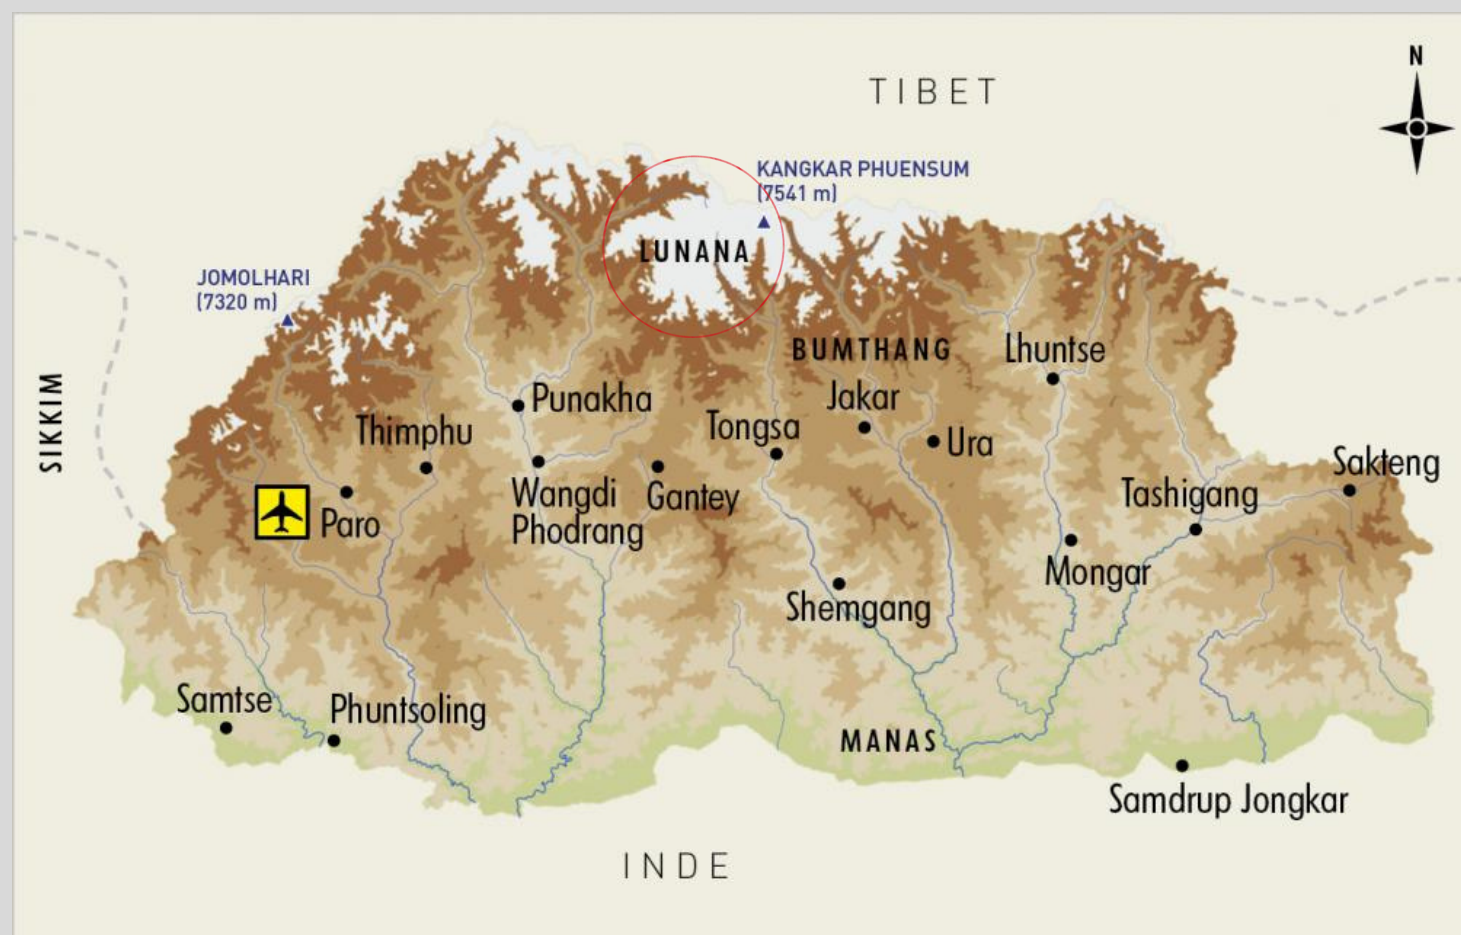 N
TIBET
KANGKAR PHUENSUM
(7541 m)
LUNANA
JOMOLHARI
(7320 m)
BUMTHANG
Lhuntse
SIKKIM
Punakha
Jakar
Thimphu
Tongsa
Ura
Sakteng
Wangdi
Phodrang
Gantey
Tashigang
Paro
Mongar
Shemgang
Samtse
Phuntsoling
MANAS
Samdrup Jongkar
INDE